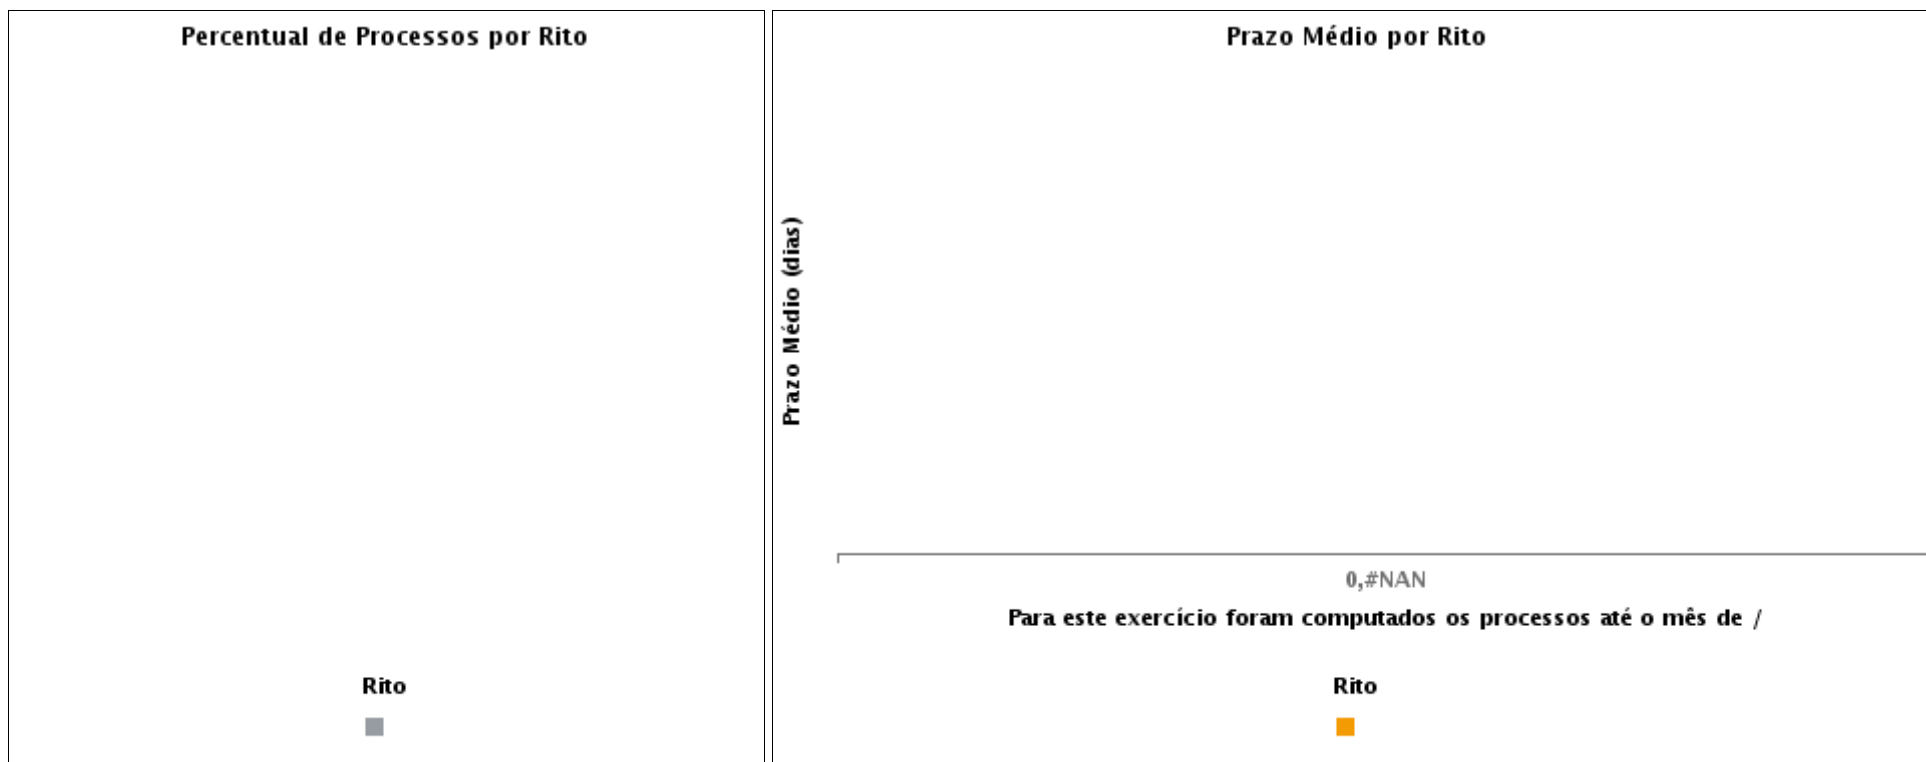 Percentual de Processos por Rito
Rito
Prazo Médio por Rito
Prazo Médio (dias)
0,#NAN
Para este exercício foram computados os processos até o mês de /
Rito